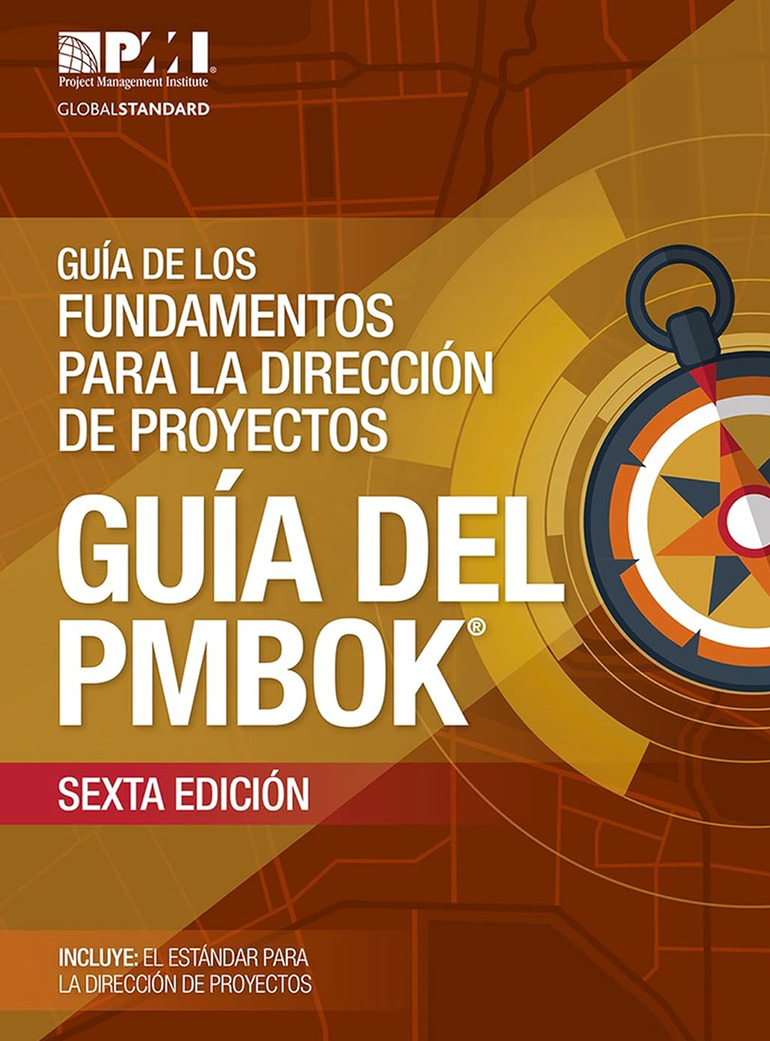 PMI®
Project Management Institute
GLOBALSTANDARD
GUÍA DE LOS
FUNDAMENTOS
PARA LA DIRECCIÓN
DE PROYECTOS
GUÍA DEL
PMBOK®
SEXTA EDICIÓN
INCLUYE: EL ESTÁNDAR PARA
LA DIRECCIÓN DE PROYECTOS